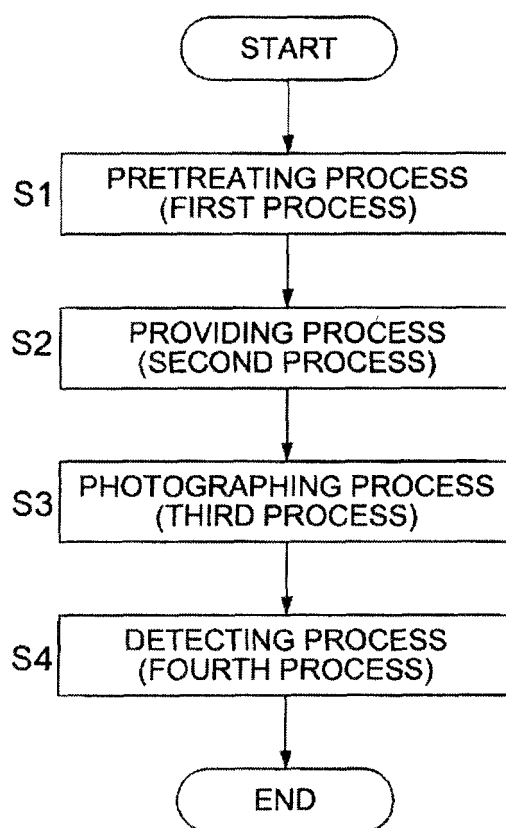 START
S1
PRETREATING PROCESS
(FIRST PROCESS)
S2
PROVIDING PROCESS
(SECOND PROCESS)
S3
PHOTOGRAPHING PROCESS
(THIRD PROCESS)
S4
DETECTING PROCESS
(FOURTH PROCESS)
END